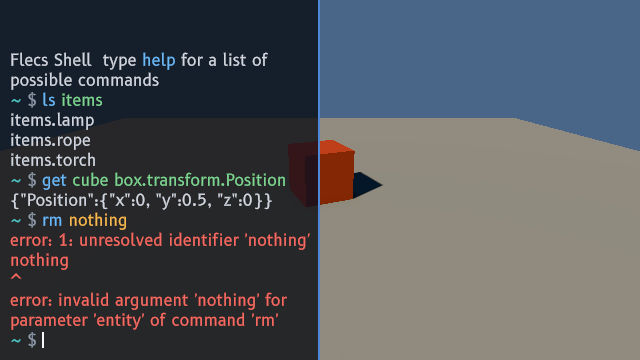 Flecs Shell  type help for a list of
possible commands
~ $ ls items
items.lamp
items.rope
items.torch
~ $ get cube box.transform.Position
{"Position":{"x":0, "y":0.5, "z":0}}
~ $ rm nothing
error: 1: unresolved identifier 'nothing'
nothing
^
error: invalid argument 'nothing' for
parameter 'entity' of command 'rm'
~ $